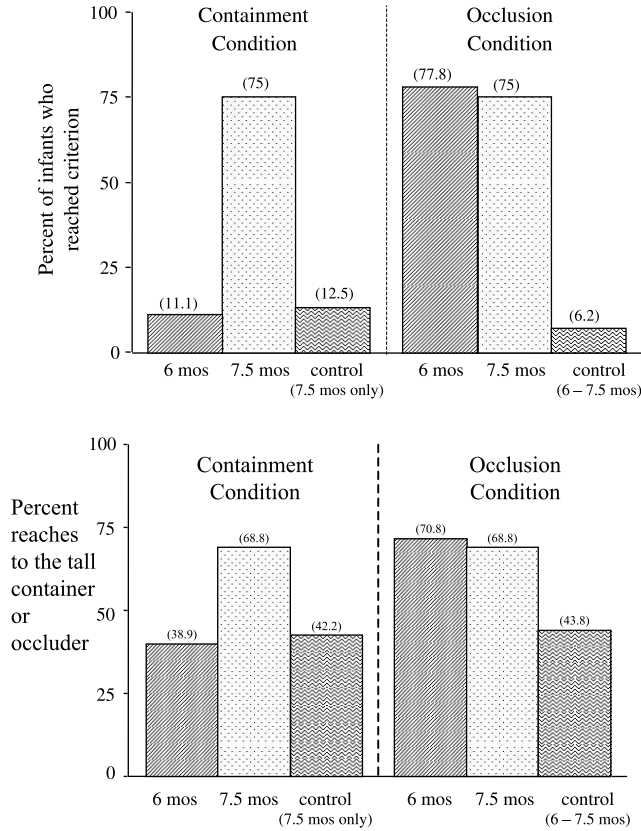 Containment
Condition
Occlusion
Condition
Percent of infants who
reached criterion
100
75
50
25
0
(11.1)
(75)
(12.5)
(77.8)
(75)
(6.2)
6 mos
7.5 mos
control
(7.5 mos only)
6 mos
7.5 mos
control
(6 – 7.5 mos)
Containment
Condition
Occlusion
Condition
Percent
reaches
to the tall
container
or
occluder
100
75
50
25
0
(38.9)
(68.8)
(42.2)
(70.8)
(68.8)
(43.8)
6 mos
7.5 mos
control
(7.5 mos only)
6 mos
7.5 mos
control
(6 – 7.5 mos)